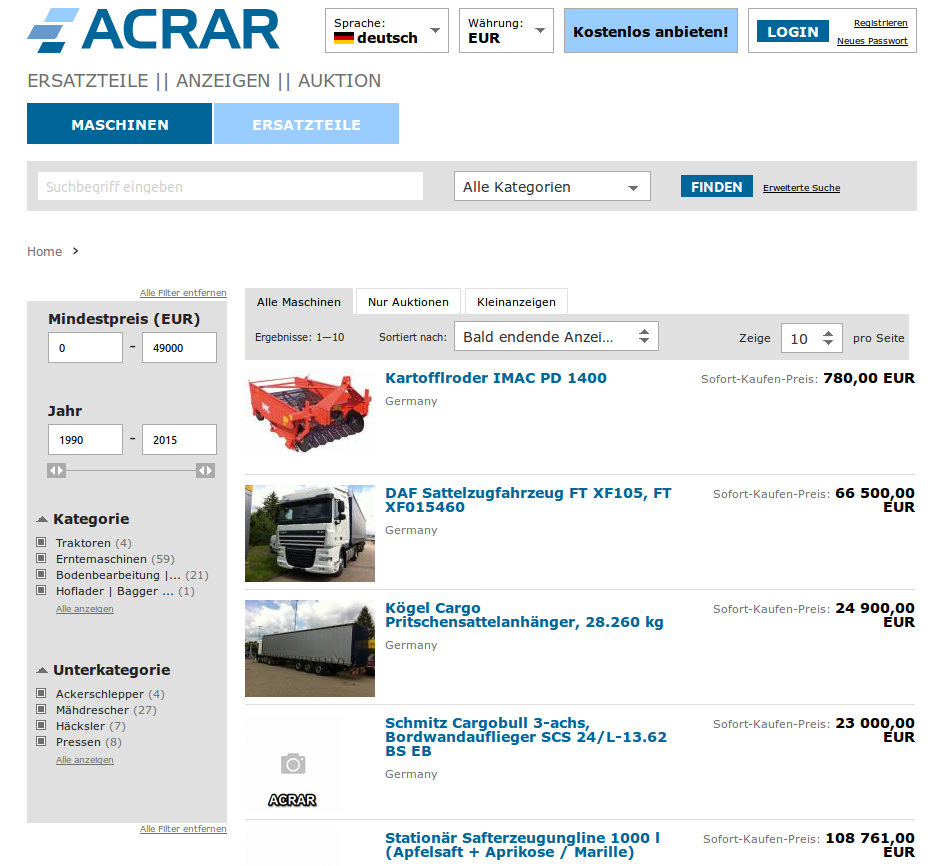 ACRAR
Sprache:
deutsch
Währung:
EUR
Kostenlos anbieten!
LOGIN
Registrieren
Neues Passwort
ERSATZTEILE || ANZEIGEN || AUKTION
MASCHINEN
ERSATZTEILE
Suchbegriff eingeben
Alle Kategorien
FINDEN
Erweiterte Suche
Home >
Alle Filter entfernen
Mindestpreis (EUR)
0 - 49000
Jahr
1990 - 2015
Kategorie
Traktoren (4)
Erntemaschinen (59)
Bodenbearbeitung |... (21)
Hoflader | Bagger ... (1)
Alle anzeigen
Unterkategorie
Ackerschlepper (4)
Mähdrescher (27)
Häcksler (7)
Pressen (8)
Alle anzeigen
Alle Filter entfernen
Alle Maschinen
Nur Auktionen
Kleinanzeigen
Ergebnisse: 1—10
Sortiert nach:
Bald endende Anzei...
Zeige 10 pro Seite
Kartofflroder IMAC PD 1400
Germany
Sofort-Kaufen-Preis: 780,00 EUR
DAF Sattelzugfahrzeug FT XF105, FT
XF015460
Germany
Sofort-Kaufen-Preis: 66 500,00
EUR
Kögel Cargo
Pritschensattelanhänger, 28.260 kg
Germany
Sofort-Kaufen-Preis: 24 900,00
EUR
ACRAR
Schmitz Cargobull 3-achs,
Bordwandauflieger SCS 24/L-13.62
BS EB
Germany
Sofort-Kaufen-Preis: 23 000,00
EUR
Stationär Safterzeugungline 1000 l
(Apfelsaft + Aprikose / Marille)
Sofort-Kaufen-Preis: 108 761,00
EUR